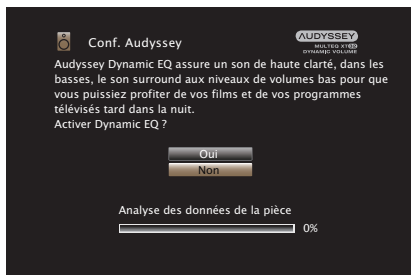 Conf. Audyssey
AUDYSSEY
MULTEQ XT32
DYNAMIC VOLUME
Audyssey Dynamic EQ assure un son de haute clarté, dans les
basses, le son surround aux niveaux de volumes bas pour que
vous puissiez profiter de vos films et de vos programmes
télévisés tard dans la nuit.
Activer Dynamic EQ ?
Oui
Non
Analyse des données de la pièce
0%